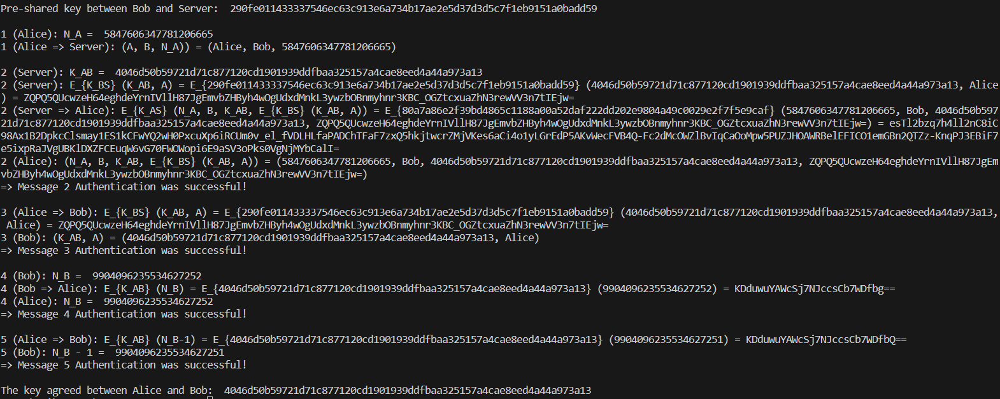 Pre-shared key between Bob and Server:  290fe011433337546ec63c913e6a734b17ae2e5d37d3d5c7f1eb9151a0badd59
1 (Alice): N_A =  5847606347781206665
1 (Alice => Server): (A, B, N_A)) = (Alice, Bob, 5847606347781206665)
2 (Server): K_AB =  4046d50b59721d71c877120cd1901939ddfbaa325157a4cae8eed4a44a973a13
2 (Server): E_{K_BS} (K_AB, A) = E_{290fe011433337546ec63c913e6a734b17ae2e5d37d3d5c7f1eb9151a0badd59} (4046d50b59721d71c877120cd1901939ddfbaa325157a4cae8eed4a44a973a13, Alice
) = ZQPQ5QUcwzeH64eghdeYrnIVllH87JgEmvbZHByh4wOgUdxdMnkL3ywzbOBnmyhnr3KBC_OGZtcxuaZhN3rewVV3n7tIEjw=
2 (Server => Alice): E_{K_AS} (N_A, B, K_AB, E_{K_BS} (K_AB, A)) = E_{80a7a86e2f39bd4865c1188a00a52daf222dd202e9804a49c0029e2f7f5e9caf} (5847606347781206665, Bob, 4046d50b597
21d71c877120cd1901939ddfbaa325157a4cae8eed4a44a973a13, ZQPQ5QUcwzeH64eghdeYrnIVllH87JgEmvbZHByh4wOgUdxdMnkL3ywzbOBnmyhnr3KBC_OGZtcxuaZhN3rewVV3n7tIEjw=) = esTl2bzq7h4ll2nC8iC
98Ax1B2DpkcClsmay1ES1kCFwYQ2wH0PxcuXp6iRCUm0v_el_fVDLHLfaPADChTFaF7zxQ5hkjtwcrZMjVKes6aCi4o1yLGrEdP5AKvWecFVB4Q-Fc2dMcOWZlBvIqCaOoMpw5PUZJHOAWRBelEFICO1emGBn2QTZz-KnqPJ3EBiF7
e5ixpRaJVgUBKlDXZFCEuqW6vG70FWOWopi6E9aSV3oPks0VgNjMYbCalI=
2 (Alice): (N_A, B, K_AB, E_{K_BS} (K_AB, A)) = (5847606347781206665, Bob, 4046d50b59721d71c877120cd1901939ddfbaa325157a4cae8eed4a44a973a13, ZQPQ5QUcwzeH64eghdeYrnIVllH87JgEm
vbZHByh4wOgUdxdMnkL3ywzbOBnmyhnr3KBC_OGZtcxuaZhN3rewVV3n7tIEjw=)
=> Message 2 Authentication was successful!
3 (Alice => Bob): E_{K_BS} (K_AB, A) = E_{290fe011433337546ec63c913e6a734b17ae2e5d37d3d5c7f1eb9151a0badd59} (4046d50b59721d71c877120cd1901939ddfbaa325157a4cae8eed4a44a973a13,
 Alice) = ZQPQ5QUcwzeH64eghdeYrnIVllH87JgEmvbZHByh4wOgUdxdMnkL3ywzbOBnmyhnr3KBC_OGZtcxuaZhN3rewVV3n7tIEjw=
3 (Bob): (K_AB, A) = (4046d50b59721d71c877120cd1901939ddfbaa325157a4cae8eed4a44a973a13, Alice)
=> Message 3 Authentication was successful!
4 (Bob): N_B =  9904096235534627252
4 (Bob => Alice): E_{K_AB} (N_B) = E_{4046d50b59721d71c877120cd1901939ddfbaa325157a4cae8eed4a44a973a13} (9904096235534627252) = KDduwuYAWcSj7NJccsCb7WDfbg==
4 (Alice): N_B =  9904096235534627252
=> Message 4 Authentication was successful!
5 (Alice => Bob): E_{K_AB} (N_B-1) = E_{4046d50b59721d71c877120cd1901939ddfbaa325157a4cae8eed4a44a973a13} (9904096235534627251) = KDduwuYAWcSj7NJccsCb7WDfbQ==
5 (Bob): N_B - 1 =  9904096235534627251
=> Message 5 Authentication was successful!
The key agreed between Alice and Bob:  4046d50b59721d71c877120cd1901939ddfbaa325157a4cae8eed4a44a973a13